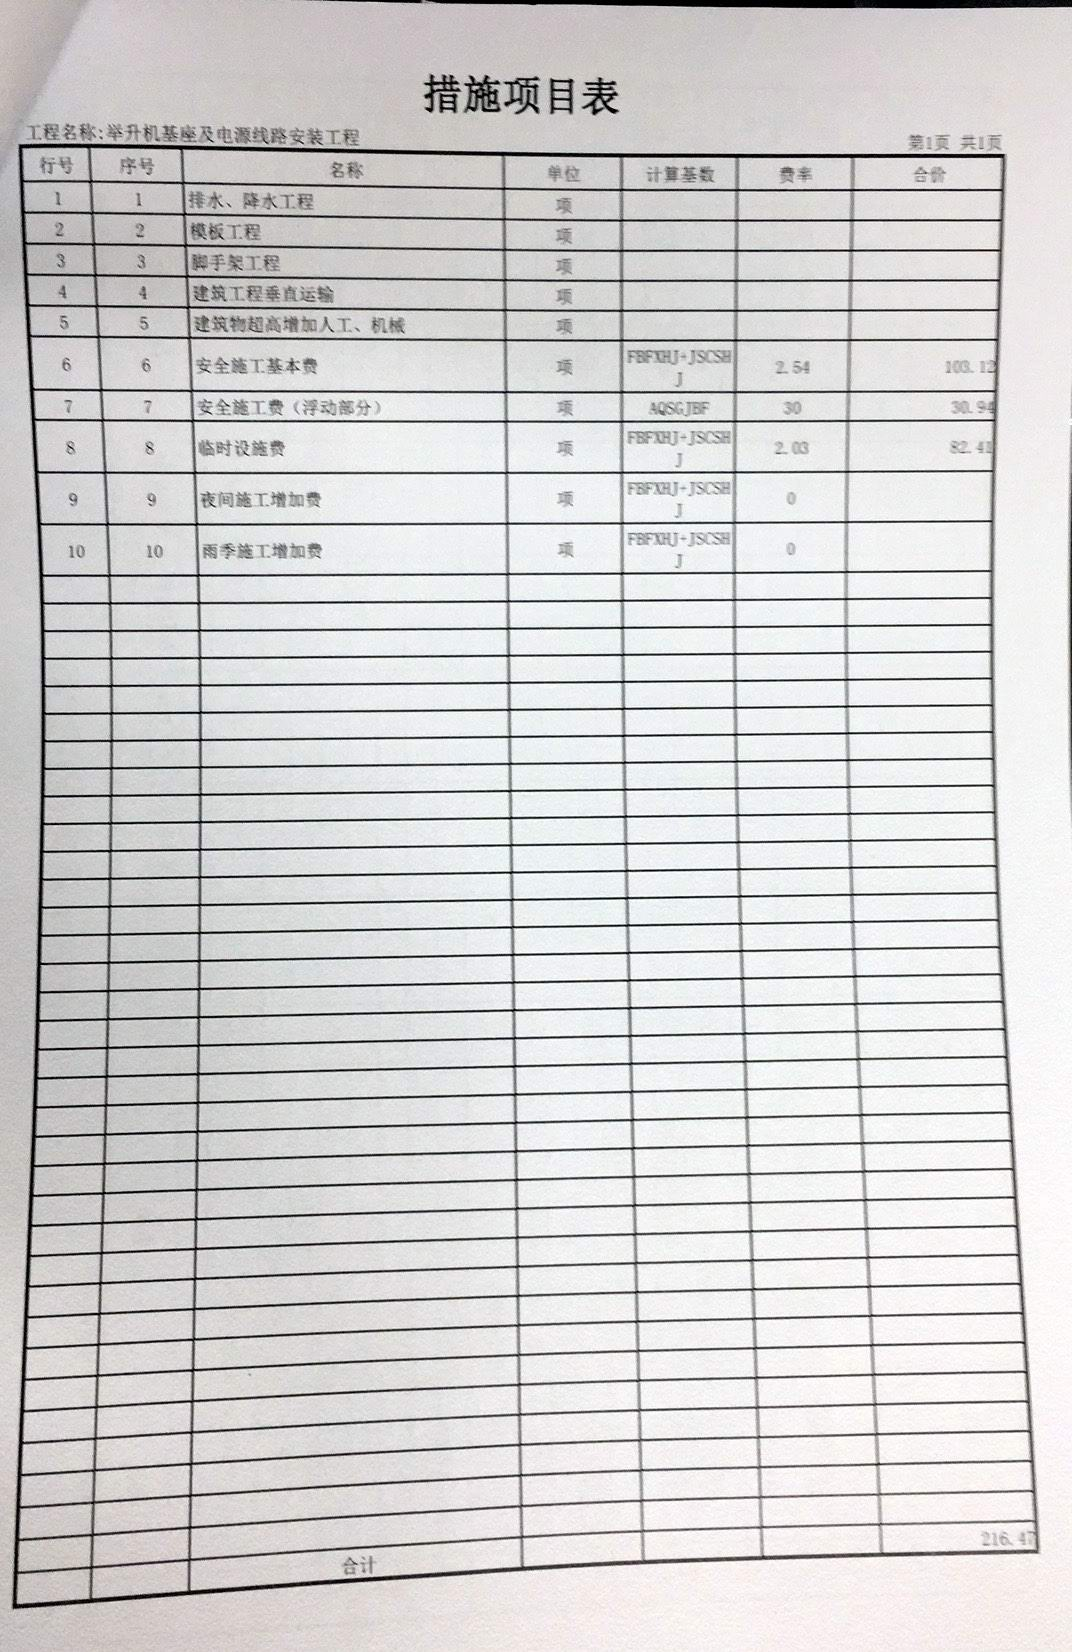 措施项目表
工程名称:举升机基座及电源线路安装工程 第1页 共1页
行号 序号 名称 单位 计算基数 费率 合价
1 1 排水、降水工程 项
2 2 模板工程 项
3 3 脚手架工程 项
4 4 建筑工程垂直运输 项
5 5 建筑物超高增加人工、机械 项
6 6 安全施工基本费 项 FBFXHJ+JSCSHJ 2.54 103.12
7 7 安全施工费（浮动部分） 项 AQSGJBF 30 30.94
8 8 临时设施费 项 FBFXHJ+JSCSHJ 2.03 82.41
9 9 夜间施工增加费 项 FBFXHJ+JSCSHJ 0
10 10 雨季施工增加费 项 FBFXHJ+JSCSHJ 0
合计 216.47